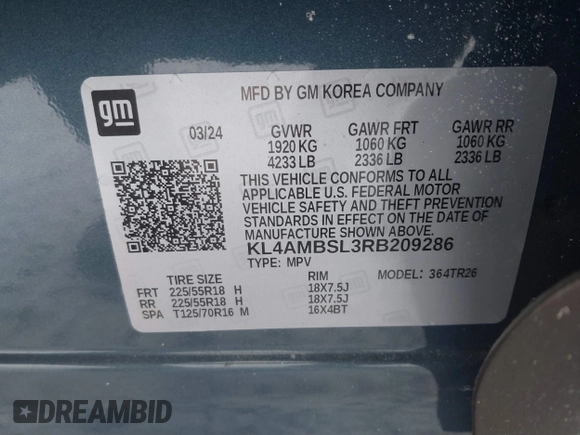 gm
MFD BY GM KOREA COMPANY
03/24 GVWR GAWR FRT GAWR RR
1920 KG 1060 KG 1060 KG
4233 LB 2336 LB 2336 LB
THIS VEHICLE CONFORMS TO ALL
APPLICABLE U.S. FEDERAL MOTOR
VEHICLE SAFETY AND THEFT PREVENTION
STANDARDS IN EFFECT ON THE DATE OF
MANUFACTURE SHOWN ABOVE.
KL4AMBSL3RB209286
TYPE: MPV MODEL: 364TR26
TIRE SIZE RIM
FRT 225/55R18 H 18X7.5J
RR 225/55R18 H 18X7.5J
SPA T125/70R16 M 16X4BT
DREAMBID